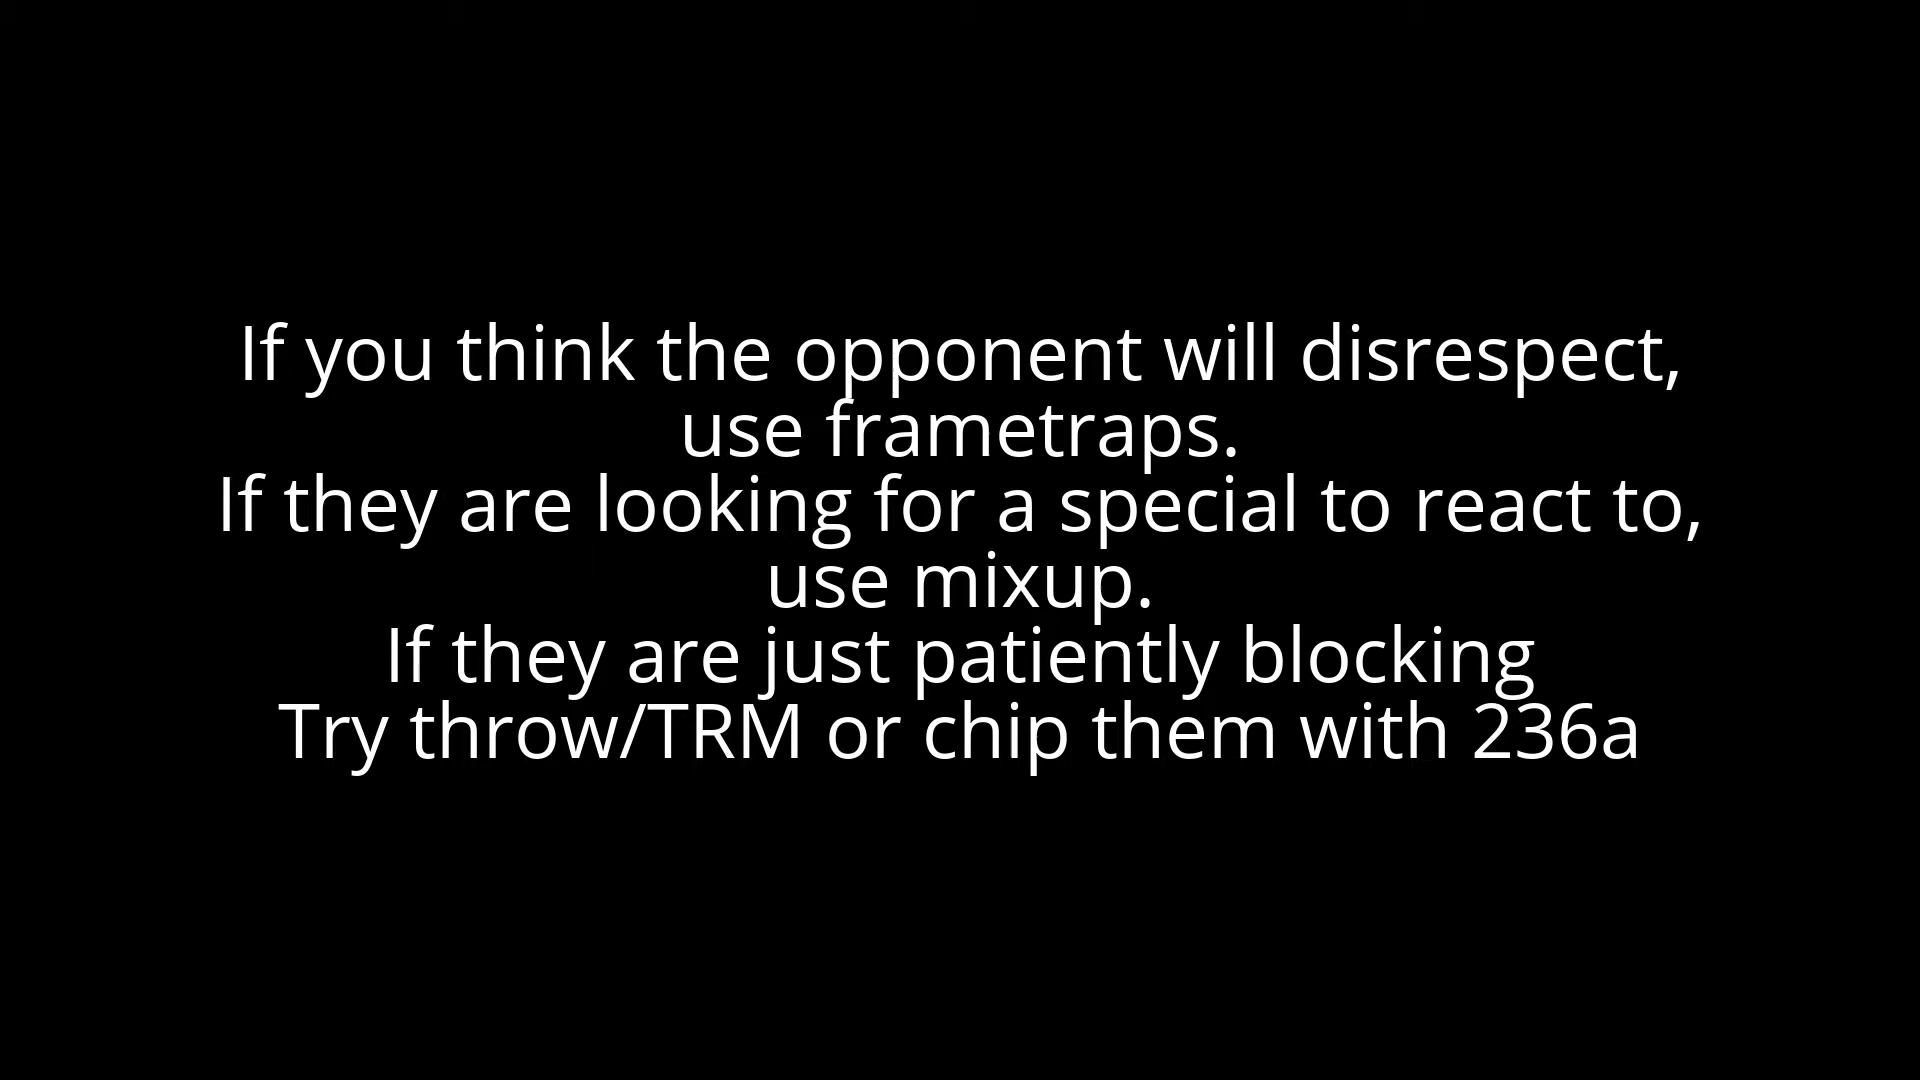 If you think the opponent will disrespect,
use frametraps.
If they are looking for a special to react to,
use mixup.
If they are just patiently blocking
Try throw/TRM or chip them with 236a